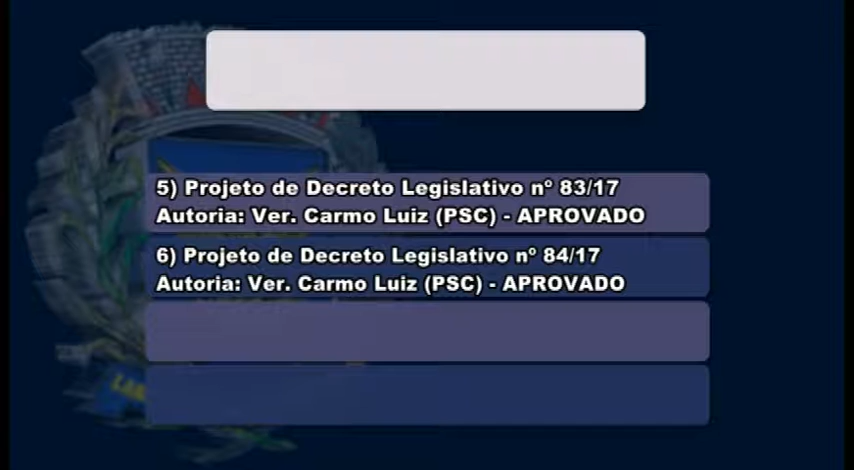 5) Projeto de Decreto Legislativo nº 83/17
Autoria: Ver. Carmo Luiz (PSC) - APROVADO
6) Projeto de Decreto Legislativo nº 84/17
Autoria: Ver. Carmo Luiz (PSC) - APROVADO